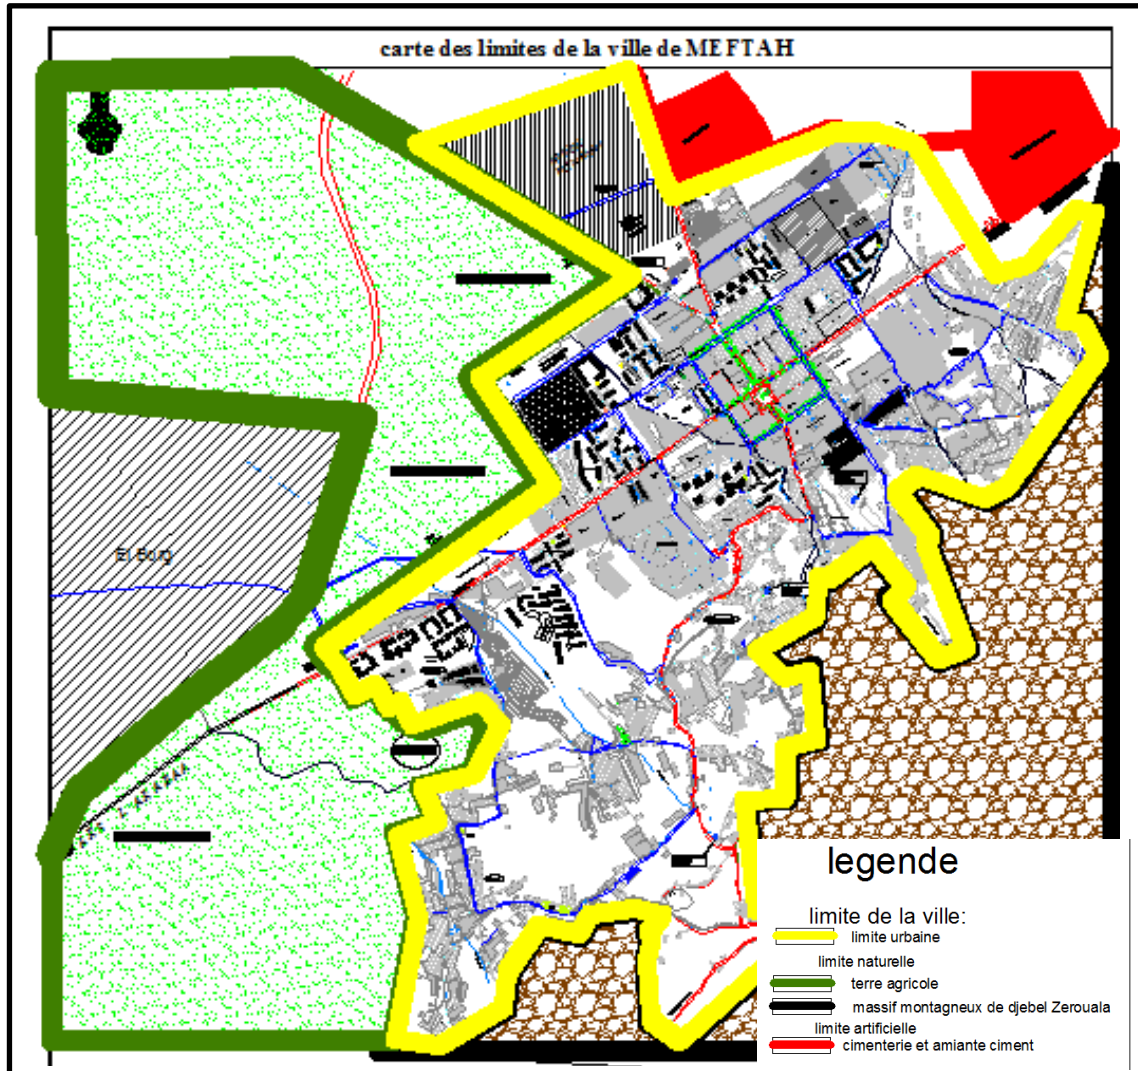 carte des limites de la ville de MEFTAH
El Borg
legende
limite de la ville:
limite urbaine
limite naturelle
terre agricole
massif montagneux de djebel Zerouala
limite artificielle
cimenterie et amiante ciment